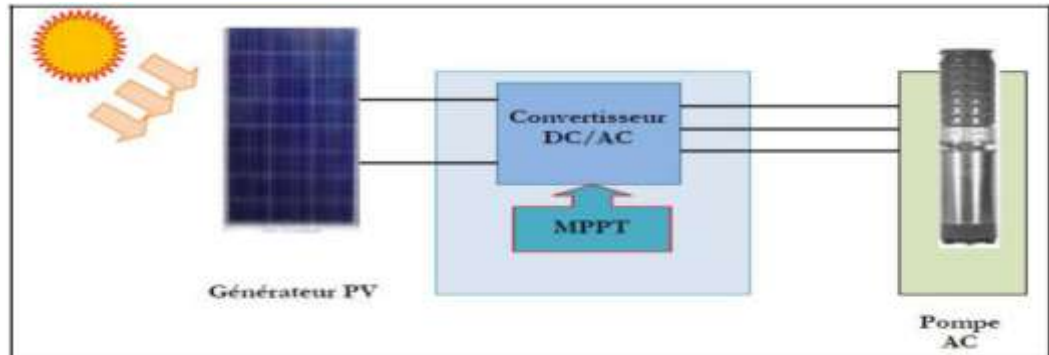 Convertisseur
DC/AC
MPPT
Générateur PV
Pompe
AC